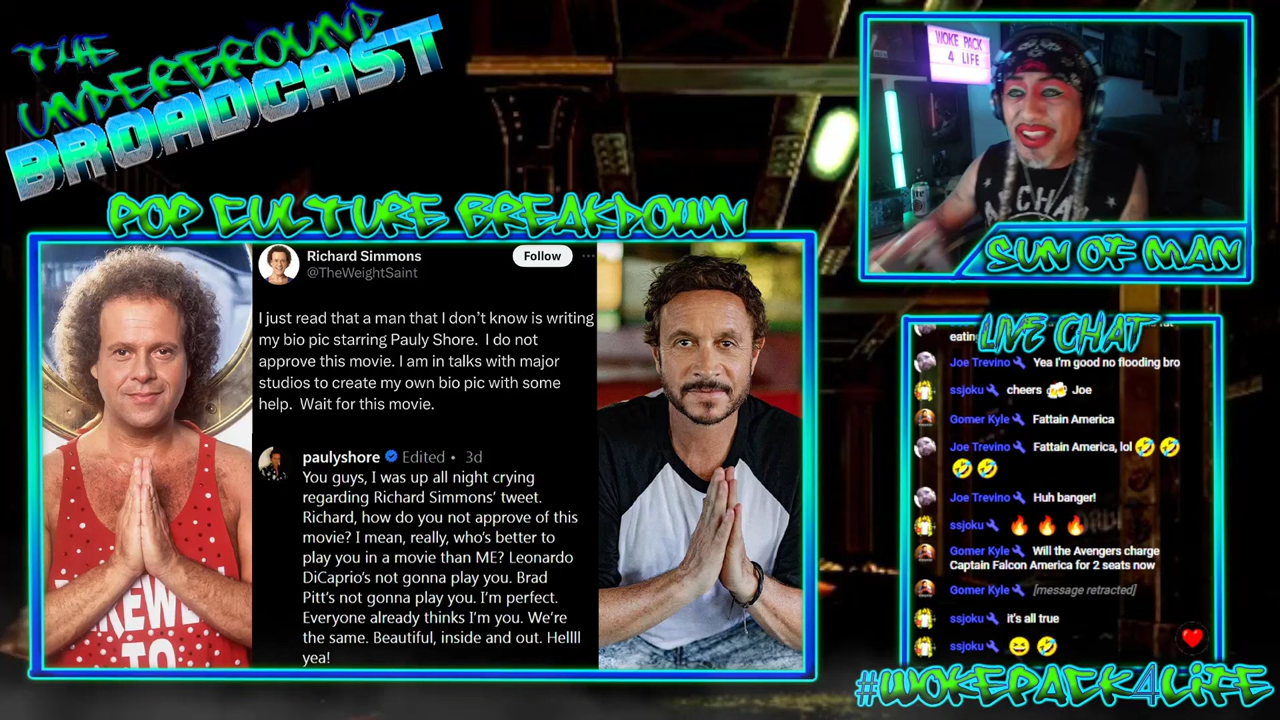 THE
UNDERGROUND
BROADCAST
POP CULTURE BREAKDOWN
Richard Simmons
@TheWeightSaint
Follow
I just read that a man that I don't know is writing
my bio pic starring Pauly Shore. I do not
approve this movie. I am in talks with major
studios to create my own bio pic with some
help. Wait for this movie.
paulyshore Edited • 3d
You guys, I was up all night crying
regarding Richard Simmons' tweet.
Richard, how do you not approve of this
movie? I mean, really, who's better to
play you in a movie than ME? Leonardo
DiCaprio's not gonna play you. Brad
Pitt's not gonna play you. I'm perfect.
Everyone already thinks I'm you. We're
the same. Beautiful, inside and out. Hellll
yea!
TO
WOKE PACK
4 LIFE
SUN OF MAN
LIVE CHAT
eatin
Joe Trevino Yea I'm good no flooding bro
ssjoku cheers 🍻 Joe
Gomer Kyle Fattain America
Joe Trevino Fattain America, lol 🤣 🤣
🤣 🤣
Joe Trevino Huh banger!
ssjoku 🔥 🔥 🔥
Gomer Kyle Will the Avengers charge
Captain Falcon America for 2 seats now
Gomer Kyle [message retracted]
ssjoku it's all true
ssjoku 😆 🤣
#WOKEPACK4LIFE